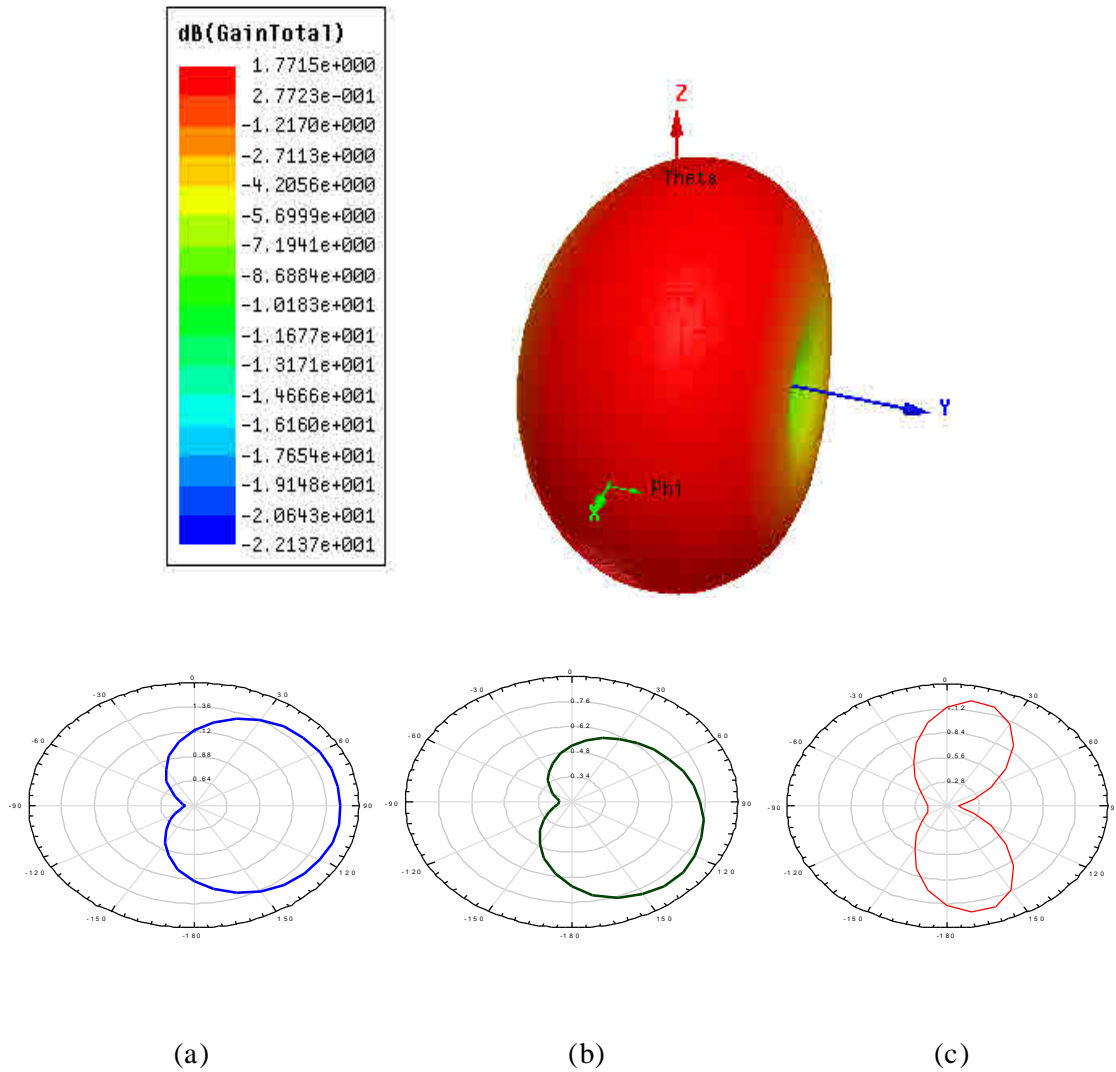 dB(GainTotal)
1.7715e+000
2.7723e-001
-1.2170e+000
-2.7113e+000
-4.2056e+000
-5.6999e+000
-7.1941e+000
-8.6884e+000
-1.0183e+001
-1.1677e+001
-1.3171e+001
-1.4666e+001
-1.6160e+001
-1.7654e+001
-1.9148e+001
-2.0643e+001
-2.2137e+001
Z
Theta
Y
Phi
X
0
-30
30
1.36
-60
1.12
60
0.88
0.64
-90
90
-120
120
-150
150
-180
0
-30
30
0.76
-60
0.62
60
0.48
0.34
-90
90
-120
120
-150
150
-180
0
-30
30
1.12
-60
0.84
60
0.56
0.28
-90
9
-120
120
-150
150
-180
(a)
(b)
(c)